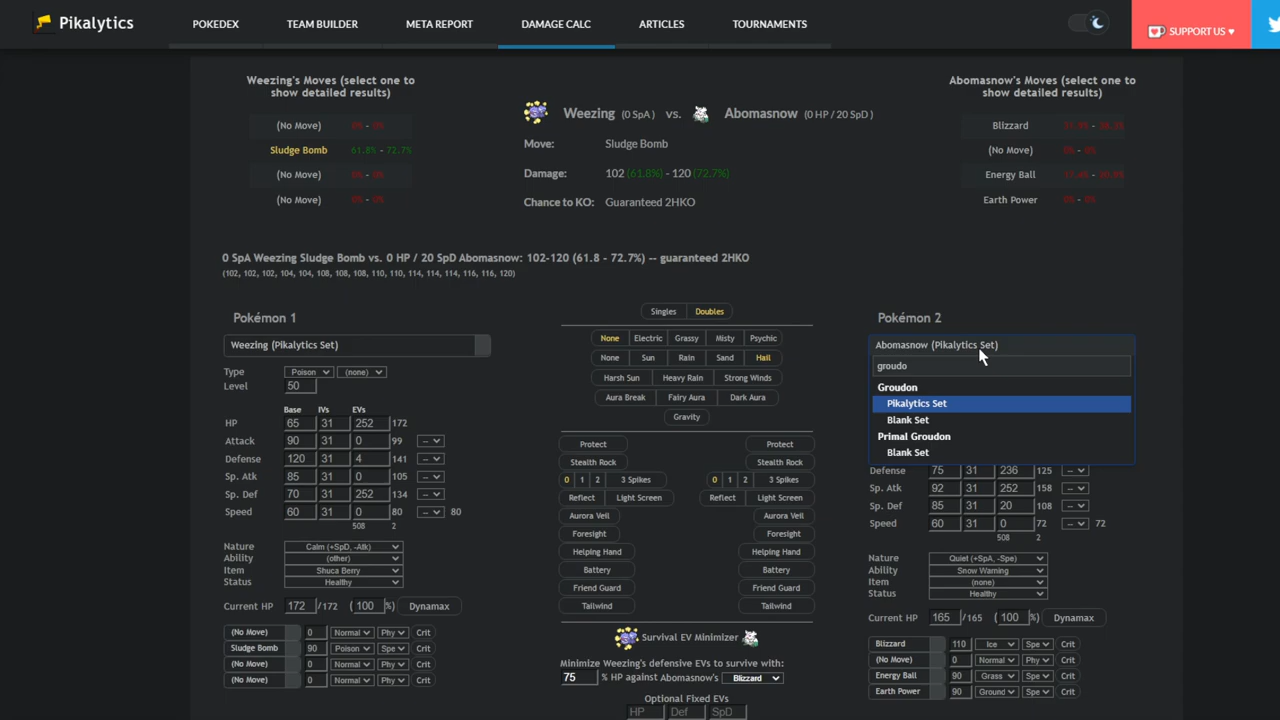 Pikalytics POKEDEX TEAM BUILDER META REPORT DAMAGE CALC ARTICLES TOURNAMENTS SUPPORT US ♥
Weezing's Moves (select one to
show detailed results)
(No Move) 0% - 0%
Sludge Bomb 61.8% - 72.7%
(No Move) 0% - 0%
(No Move) 0% - 0%
Weezing (0 SpA) vs. Abomasnow (0 HP / 20 SpD )
Move: Sludge Bomb
Damage: 102 (61.8%) - 120 (72.7%)
Chance to KO: Guaranteed 2HKO
Abomasnow's Moves (select one to
show detailed results)
Blizzard
(No Move) 0% - 0%
Energy Ball
Earth Power 0% - 0%
0 SpA Weezing Sludge Bomb vs. 0 HP / 20 SpD Abomasnow: 102-120 (61.8 - 72.7%) -- guaranteed 2HKO
(102, 102, 102, 104, 104, 108, 108, 108, 110, 110, 114, 114, 114, 116, 116, 120)
Pokémon 1
Weezing (Pikalytics Set)
Type Poison (none)
Level 50
Base IVs EVs
HP 65 31 252 172
Attack 90 31 0 99 --
Defense 120 31 4 141 --
Sp. Atk 85 31 0 105 --
Sp. Def 70 31 252 134 --
Speed 60 31 0 80 -- 80
508 2
Nature Calm (+SpD, -Atk)
Ability (other)
Item Shuca Berry
Status Healthy
Current HP 172 /172 ( 100 %) Dynamax
(No Move) 0 Normal Phy Crit
Sludge Bomb 90 Poison Spe Crit
(No Move) 0 Normal Phy Crit
(No Move) 0 Normal Phy Crit
Singles Doubles
None Electric Grassy Misty Psychic
None Sun Rain Sand Hail
Harsh Sun Heavy Rain Strong Winds
Aura Break Fairy Aura Dark Aura
Gravity
Protect Protect
Stealth Rock Stealth Rock
0 1 2 3 Spikes 0 1 2 3 Spikes
Reflect Light Screen Reflect Light Screen
Aurora Veil Aurora Veil
Foresight Foresight
Helping Hand Helping Hand
Battery Battery
Friend Guard Friend Guard
Tailwind Tailwind
Survival EV Minimizer
Minimize Weezing's defensive EVs to survive with:
75 % HP against Abomasnow's Blizzard
Optional Fixed EVs
HP Def SpD
Pokémon 2
Abomasnow (Pikalytics Set)
groudo
Groudon
Pikalytics Set
Blank Set
Primal Groudon
Blank Set
Defense 75 31 236 125 --
Sp. Atk 92 31 252 158 --
Sp. Def 85 31 20 108 --
Speed 60 31 0 72 -- 72
508 2
Nature Quiet (+SpA, -Spe)
Ability Snow Warning
Item (none)
Status Healthy
Current HP 165 /165 ( 100 %) Dynamax
Blizzard 110 Ice Spe Crit
(No Move) 0 Normal Phy Crit
Energy Ball 90 Grass Spe Crit
Earth Power 90 Ground Spe Crit